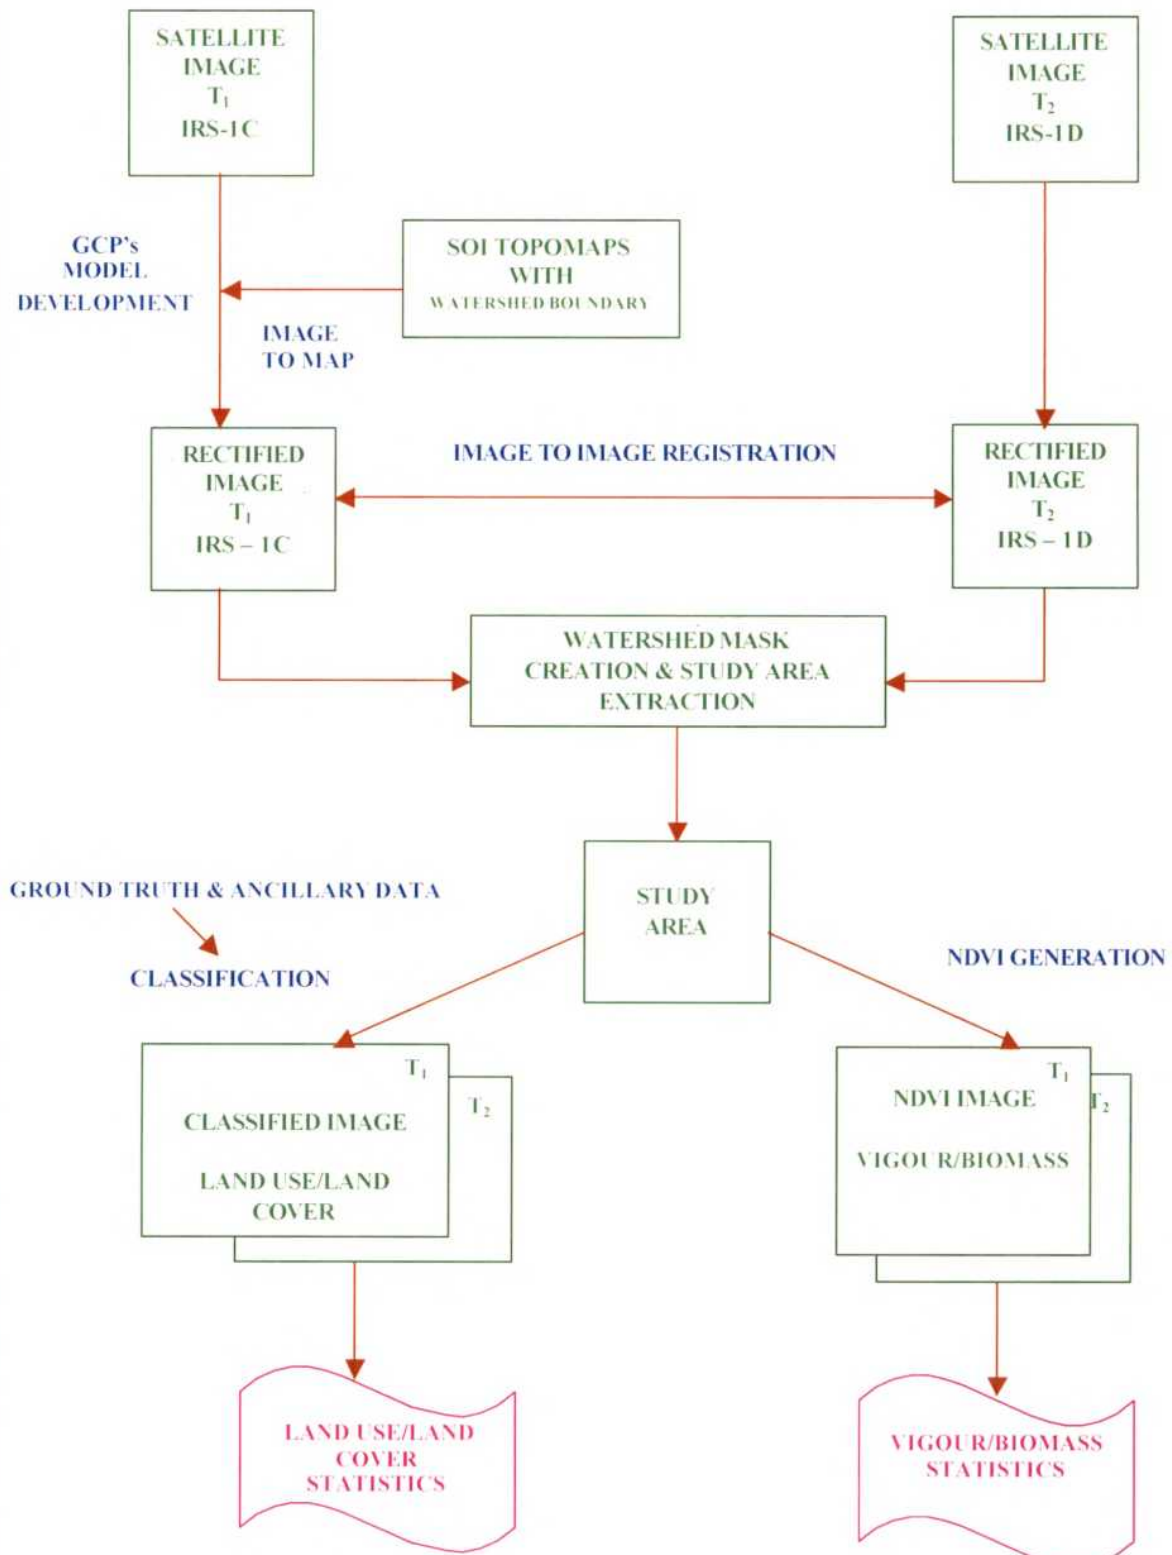 SATELLITE
IMAGE
T₁
IRS-1C
SATELLITE
IMAGE
T₂
IRS-1D
GCP's
MODEL
DEVELOPMENT
SOI TOPOMAPS
WITH
WATERSHED BOUNDARY
IMAGE
TO MAP
RECTIFIED
IMAGE
T₁
IRS – 1C
IMAGE TO IMAGE REGISTRATION
RECTIFIED
IMAGE
T₂
IRS – 1D
WATERSHED MASK
CREATION & STUDY AREA
EXTRACTION
STUDY
AREA
GROUND TRUTH & ANCILLARY DATA
CLASSIFICATION
NDVI GENERATION
T₁
T₂
CLASSIFIED IMAGE
LAND USE/LAND
COVER
T₁
T₂
NDVI IMAGE
VIGOUR/BIOMASS
LAND USE/LAND
COVER
STATISTICS
VIGOUR/BIOMASS
STATISTICS